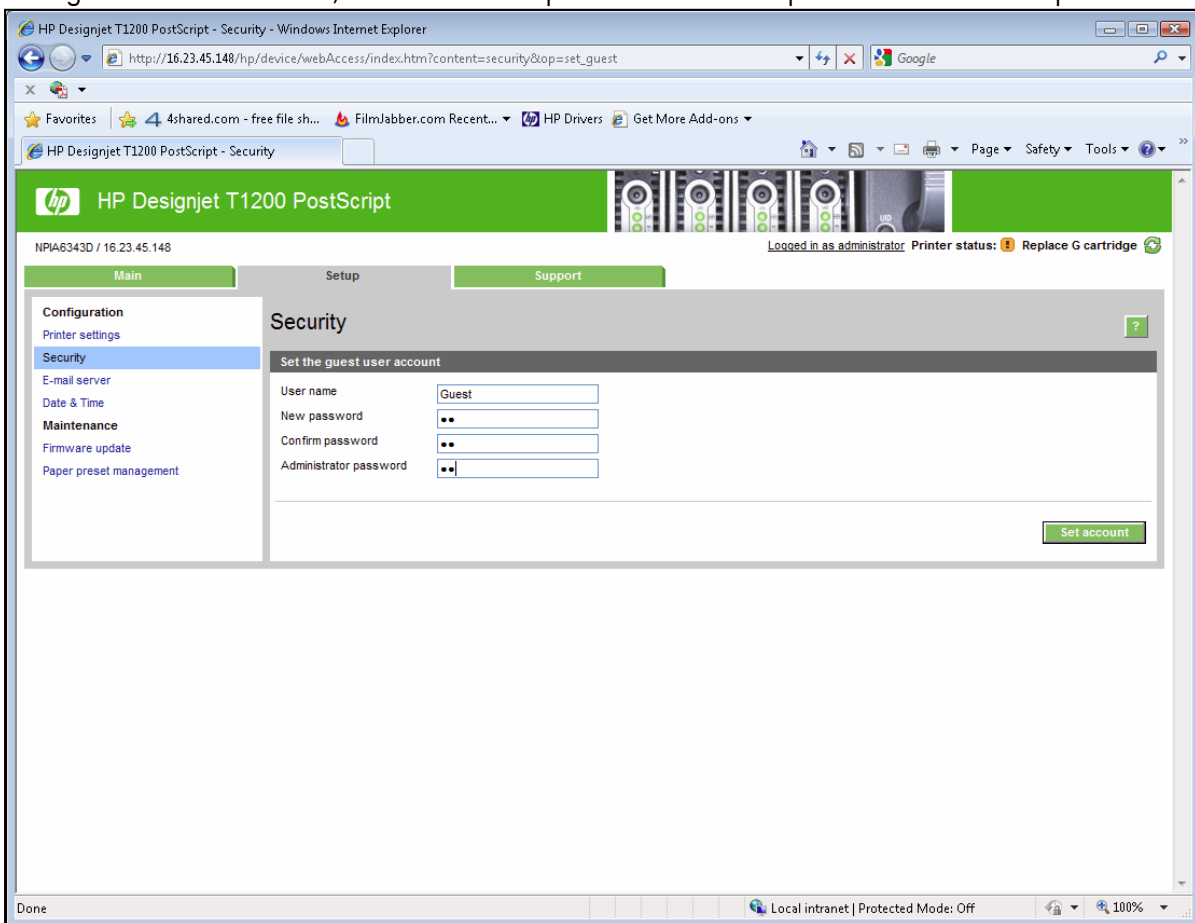 HP Designjet T1200 PostScript - Security - Windows Internet Explorer
http://16.23.45.148/hp/device/webAccess/index.htm?content=security&op=set_guest
Google
x
Favorites 4shared.com - free file sh... FilmJabber.com Recent... HP Drivers Get More Add-ons
HP Designjet T1200 PostScript - Security
Page Safety Tools
hp HP Designjet T1200 PostScript
UID
NPIA6343D / 16.23.45.148
Logged in as administrator Printer status: Replace G cartridge
Main Setup Support
Configuration
Printer settings
Security
E-mail server
Date & Time
Maintenance
Firmware update
Paper preset management
Security
?
Set the guest user account
User name Guest
New password ••
Confirm password ••
Administrator password ••
Set account
Done
Local intranet | Protected Mode: Off
100%